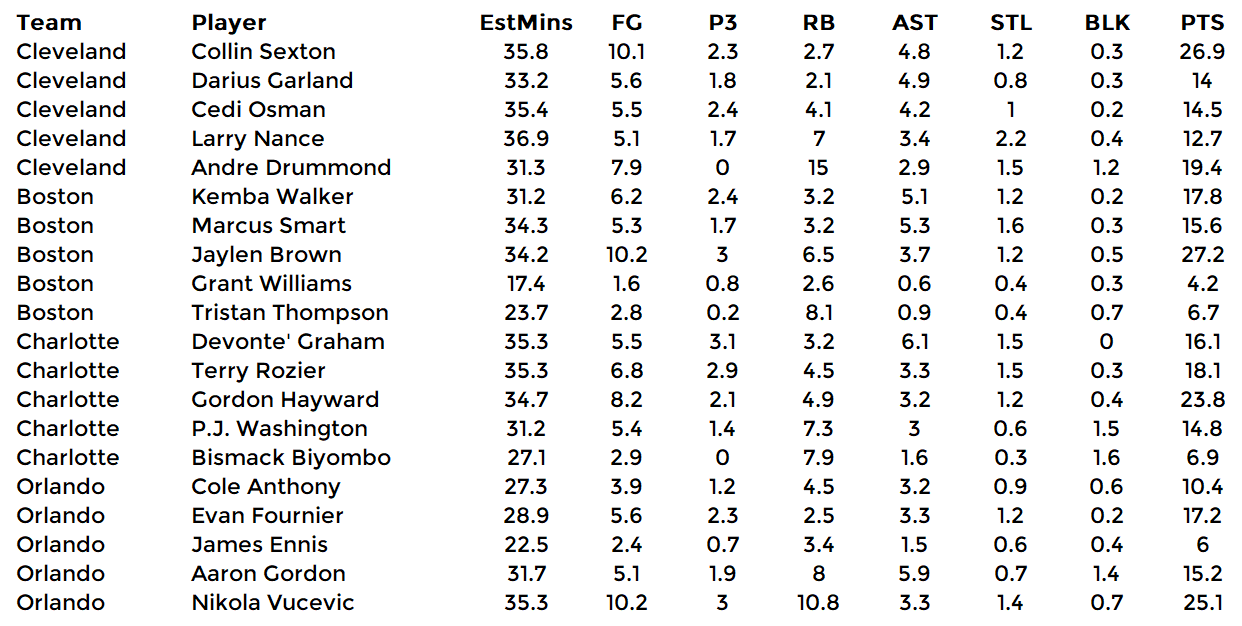 Team Player EstMins FG P3 RB AST STL BLK PTS
Cleveland Collin Sexton 35.8 10.1 2.3 2.7 4.8 1.2 0.3 26.9
Cleveland Darius Garland 33.2 5.6 1.8 2.1 4.9 0.8 0.3 14
Cleveland Cedi Osman 35.4 5.5 2.4 4.1 4.2 1 0.2 14.5
Cleveland Larry Nance 36.9 5.1 1.7 7 3.4 2.2 0.4 12.7
Cleveland Andre Drummond 31.3 7.9 0 15 2.9 1.5 1.2 19.4
Boston Kemba Walker 31.2 6.2 2.4 3.2 5.1 1.2 0.2 17.8
Boston Marcus Smart 34.3 5.3 1.7 3.2 5.3 1.6 0.3 15.6
Boston Jaylen Brown 34.2 10.2 3 6.5 3.7 1.2 0.5 27.2
Boston Grant Williams 17.4 1.6 0.8 2.6 0.6 0.4 0.3 4.2
Boston Tristan Thompson 23.7 2.8 0.2 8.1 0.9 0.4 0.7 6.7
Charlotte Devonte' Graham 35.3 5.5 3.1 3.2 6.1 1.5 0 16.1
Charlotte Terry Rozier 35.3 6.8 2.9 4.5 3.3 1.5 0.3 18.1
Charlotte Gordon Hayward 34.7 8.2 2.1 4.9 3.2 1.2 0.4 23.8
Charlotte P.J. Washington 31.2 5.4 1.4 7.3 3 0.6 1.5 14.8
Charlotte Bismack Biyombo 27.1 2.9 0 7.9 1.6 0.3 1.6 6.9
Orlando Cole Anthony 27.3 3.9 1.2 4.5 3.2 0.9 0.6 10.4
Orlando Evan Fournier 28.9 5.6 2.3 2.5 3.3 1.2 0.2 17.2
Orlando James Ennis 22.5 2.4 0.7 3.4 1.5 0.6 0.4 6
Orlando Aaron Gordon 31.7 5.1 1.9 8 5.9 0.7 1.4 15.2
Orlando Nikola Vucevic 35.3 10.2 3 10.8 3.3 1.4 0.7 25.1